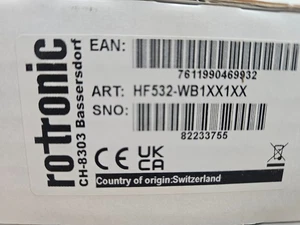 rotronic
CH-8303 Bassersdorf
EAN:
7611990469932
ART: HF532-WB1XX1XX
SNO:
82233755
CE UK
CA
Country of origin:Switzerland